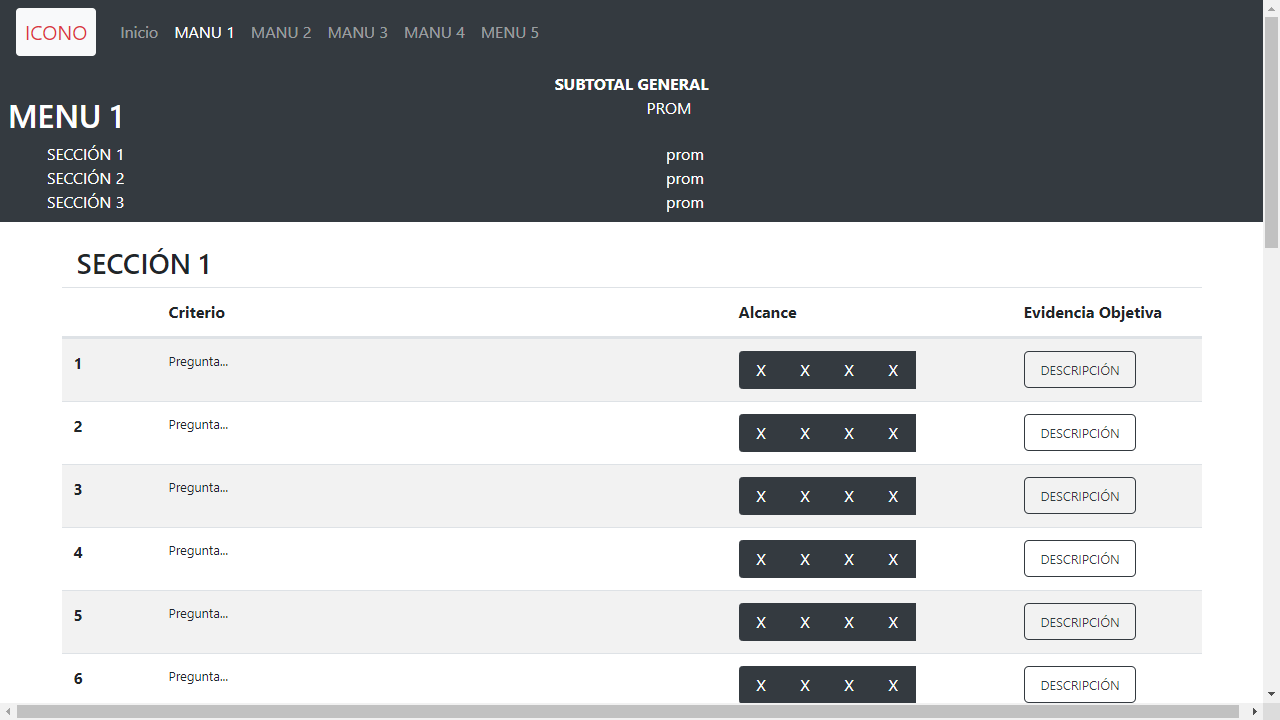 ICONO Inicio MANU 1 MANU 2 MANU 3 MANU 4 MENU 5
SUBTOTAL GENERAL
MENU 1 PROM
SECCIÓN 1 prom
SECCIÓN 2 prom
SECCIÓN 3 prom
SECCIÓN 1
Criterio Alcance Evidencia Objetiva
1 Pregunta... X X X X DESCRIPCIÓN
2 Pregunta... X X X X DESCRIPCIÓN
3 Pregunta... X X X X DESCRIPCIÓN
4 Pregunta... X X X X DESCRIPCIÓN
5 Pregunta... X X X X DESCRIPCIÓN
6 Pregunta... X X X X DESCRIPCIÓN